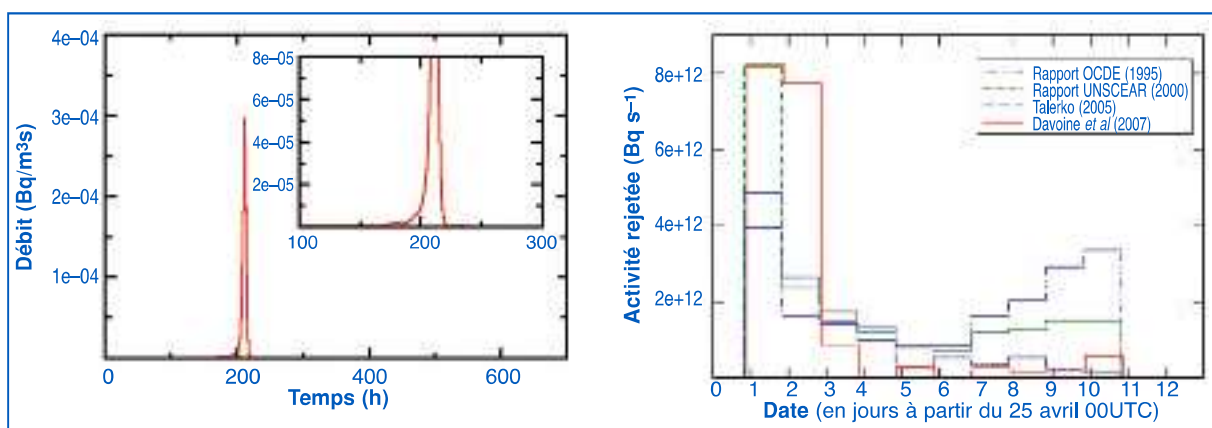 4e–04
3e–04
2e–04
1e–04
Débit (Bq/m³s)
0
200
400
600
Temps (h)
8e–05
6e–05
4e–05
2e–05
100
200
300
8e+12
6e+12
4e+12
2e+12
Activité rejetée (Bq s⁻¹)
Rapport OCDE (1995)
Rapport UNSCEAR (2000)
Talerko (2005)
Davoine et al (2007)
0 1 2 3 4 5 6 7 8 9 10 11 12
Date (en jours à partir du 25 avril 00UTC)